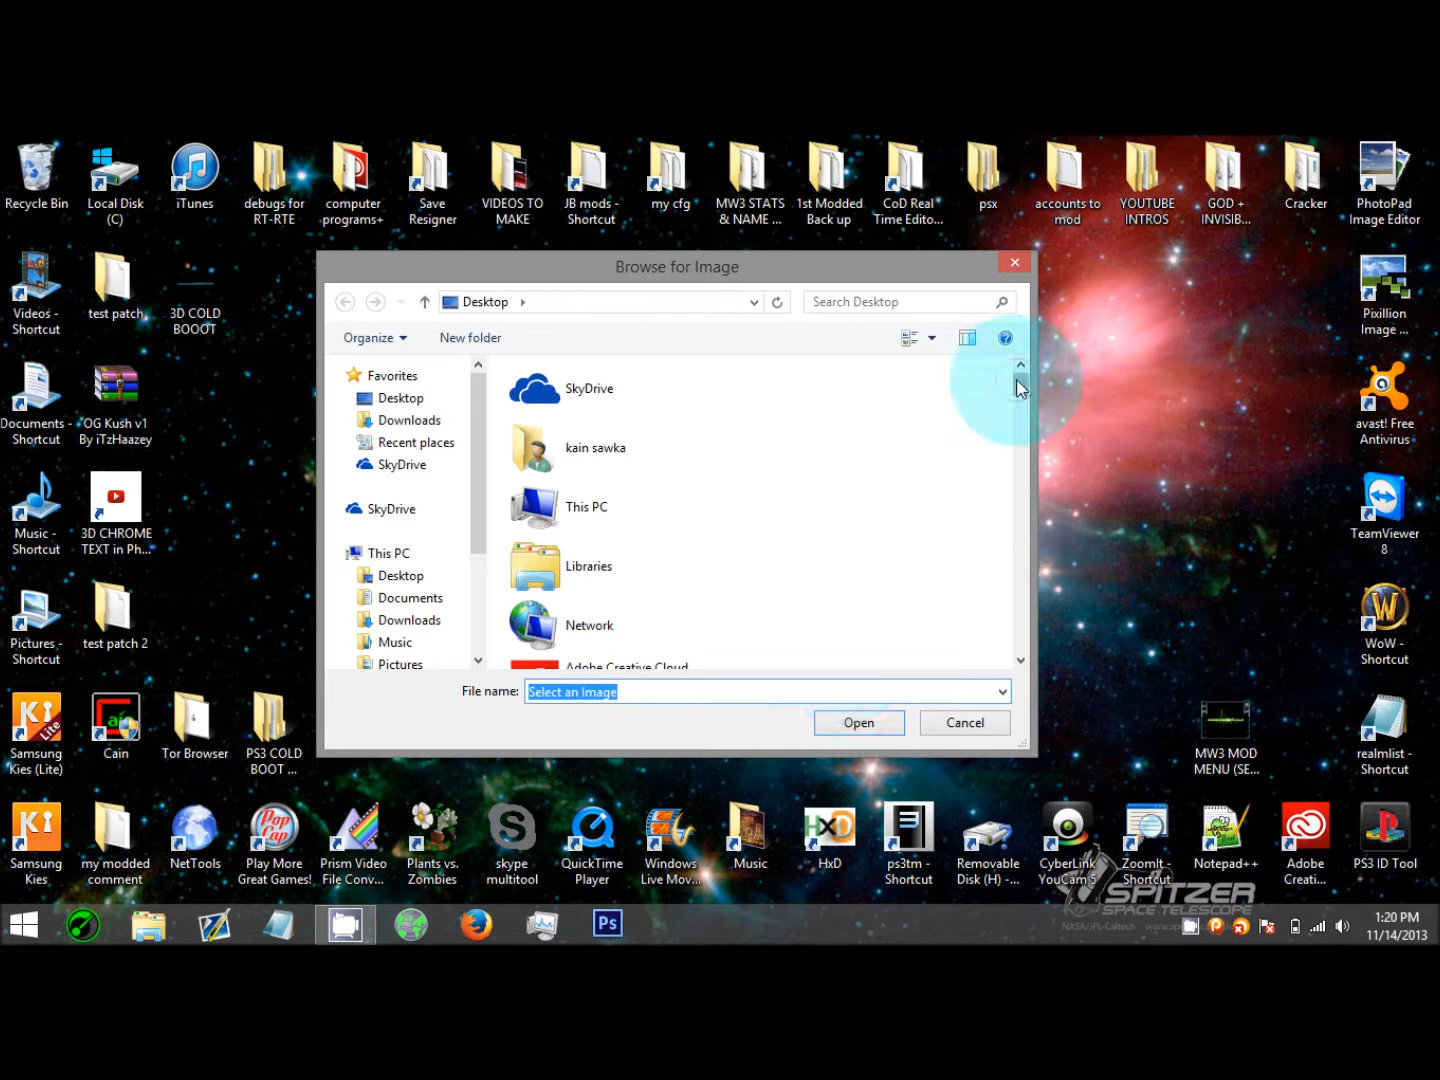 Recycle Bin
Local Disk
(C)
iTunes
debugs for
RT-RTE
computer
programs+
Save
Resigner
VIDEOS TO
MAKE
JB mods -
Shortcut
my cfg
MW3 STATS
& NAME ...
1st Modded
Back up
CoD Real
Time Edito...
psx
accounts to
mod
YOUTUBE
INTROS
GOD +
INVISIB...
Cracker
PhotoPad
Image Editor
Videos -
Shortcut
test patch
3D COLD
BOOOT
Pixillion
Image ...
Documents -
Shortcut
OG Kush v1
By iTzHaazey
avast! Free
Antivirus
Music -
Shortcut
3D CHROME
TEXT in Ph...
TeamViewer
8
Pictures -
Shortcut
test patch 2
WoW -
Shortcut
Browse for Image
Desktop
Search Desktop
Organize
New folder
Favorites
Desktop
Downloads
Recent places
SkyDrive
SkyDrive
This PC
Desktop
Documents
Downloads
Music
Pictures
SkyDrive
kain sawka
This PC
Libraries
Network
Adobe Creative Cloud
File name:
Select an Image
Open
Cancel
Samsung
Kies (Lite)
Cain
Tor Browser
PS3 COLD
BOOT ...
MW3 MOD
MENU (SE...
realmlist -
Shortcut
Samsung
Kies
my modded
comment
NetTools
Pop
Cap
Play More
Great Games!
Prism Video
File Conv...
Plants vs.
Zombies
skype
multitool
QuickTime
Player
Windows
Live Mov...
Music
HxD
HxD
ps3tm -
Shortcut
Removable
Disk (H) -...
CyberLink
YouCam 5
ZoomIt -
Shortcut
Notepad++
Adobe
Creati...
PS3 ID Tool
SPITZER
SPACE TELESCOPE
NASA/JPL-Caltech
Ps
1:20 PM
11/14/2013